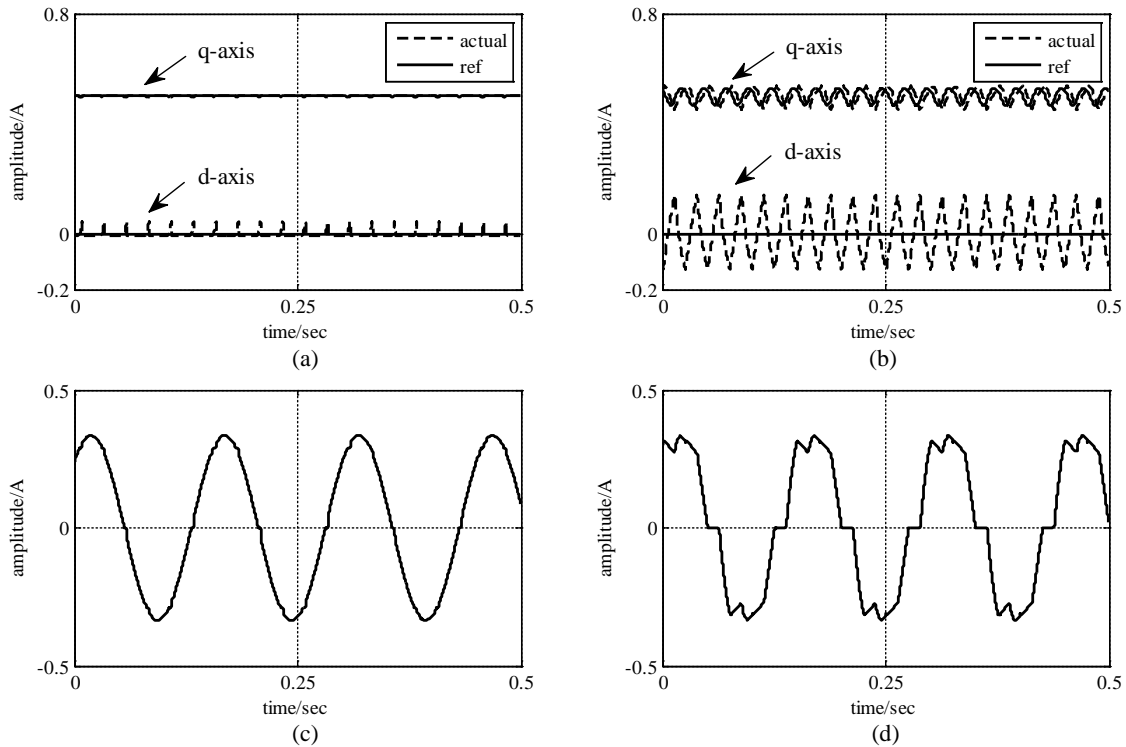 0.8
actual
ref
q-axis
d-axis
amplitude/A
0
-0.2
0
0.25
0.5
time/sec
(a)
0.8
actual
ref
q-axis
d-axis
amplitude/A
0
-0.2
0
0.25
0.5
time/sec
(b)
0.5
amplitude/A
0
-0.5
0
0.25
0.5
time/sec
(c)
0.5
amplitude/A
0
-0.5
0
0.25
0.5
time/sec
(d)